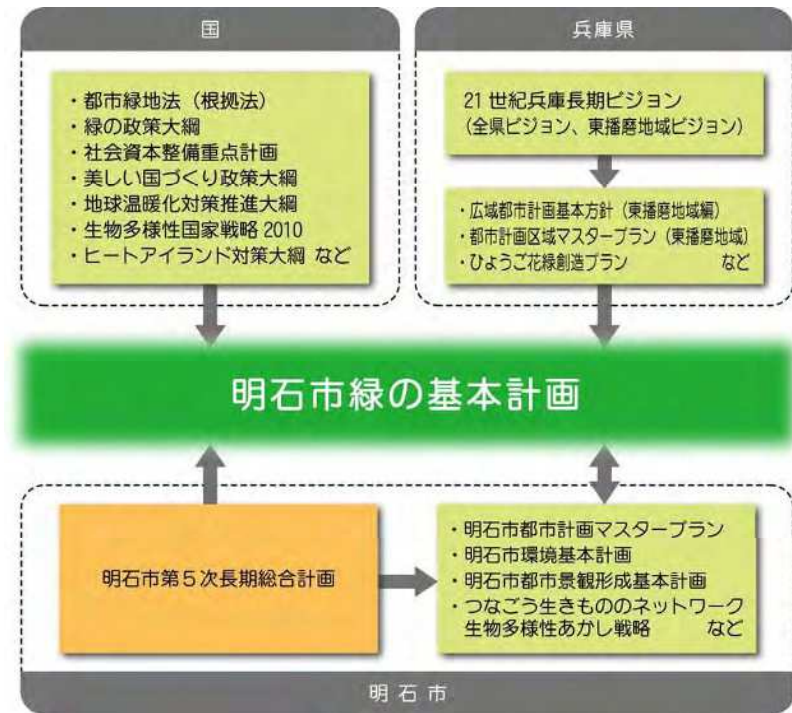 国
・都市緑地法（根拠法）
・緑の政策大綱
・社会資本整備重点計画
・美しい国づくり政策大綱
・地球温暖化対策推進大綱
・生物多様性国家戦略 2010
・ヒートアイランド対策大綱 など
兵庫県
21 世紀兵庫長期ビジョン
（全県ビジョン、東播磨地域ビジョン）
・広域都市計画基本方針（東播磨地域編）
・都市計画区域マスタープラン（東播磨地域）
・ひょうご花緑創造プラン など
明石市緑の基本計画
明石市第５次長期総合計画
・明石市都市計画マスタープラン
・明石市環境基本計画
・明石市都市景観形成基本計画
・つなごう生きもののネットワーク
生物多様性あかし戦略 など
明石市